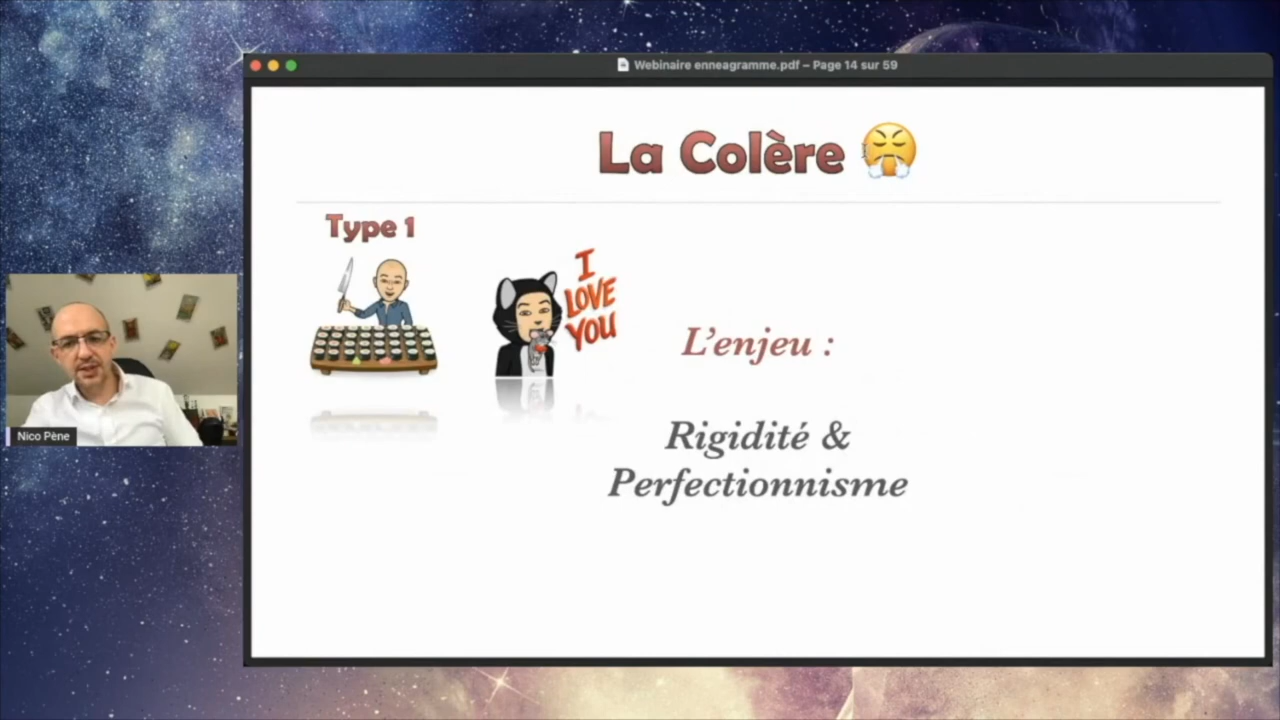 Webinaire enneagramme.pdf – Page 14 sur 59
La Colère
Type 1
I
LOVE
YOU
L'enjeu :
Rigidité &
Perfectionnisme
Nico Pène